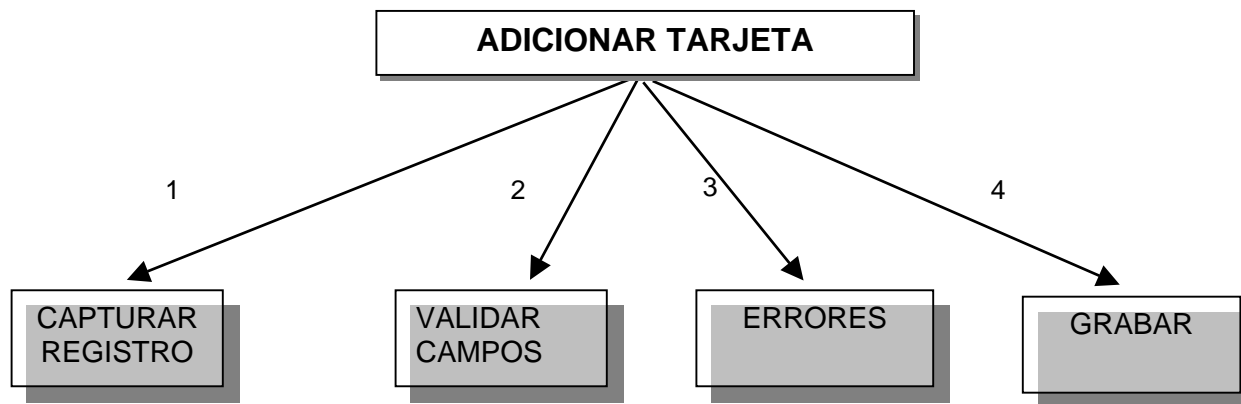 ADICIONAR TARJETA
1
2
3
4
CAPTURAR
REGISTRO
VALIDAR
CAMPOS
ERRORES
GRABAR